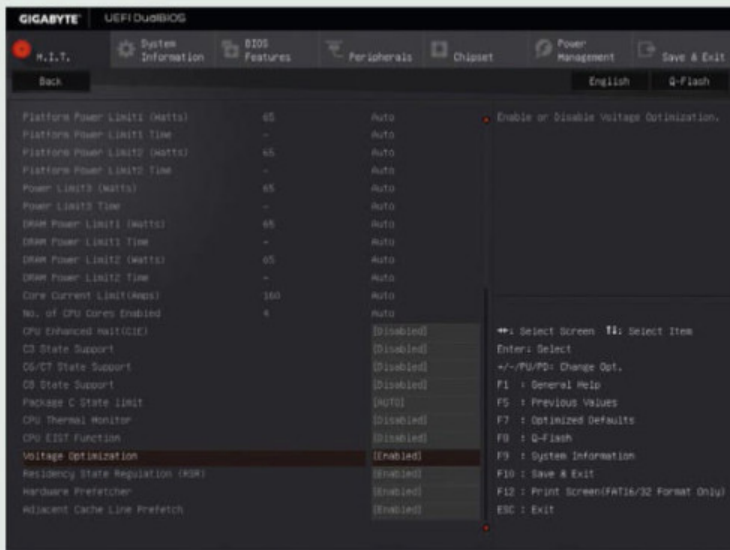 GIGABYTE UEFI DualBIOS
M.I.T. System Information BIOS Features Peripherals Chipset Power Management Save & Exit
Back English Q-Flash
Platform Power Limit1 (Watts) 65 Auto
Platform Power Limit1 Time - Auto
Platform Power Limit2 (Watts) 65 Auto
Platform Power Limit2 Time - Auto
Power Limit3 (Watts) 65 Auto
Power Limit3 Time - Auto
DRAM Power Limit1 (Watts) 65 Auto
DRAM Power Limit1 Time - Auto
DRAM Power Limit2 (Watts) 65 Auto
DRAM Power Limit2 Time - Auto
Core Current Limit(Amps) 160 Auto
No. of CPU Cores Enabled 4 Auto
CPU Enhanced Halt(C1E) [Disabled]
C3 State Support [Disabled]
C6/C7 State Support [Disabled]
C8 State Support [Disabled]
Package C State limit [AUTO]
CPU Thermal Monitor [Disabled]
CPU EIST Function [Disabled]
Voltage Optimization [Enabled]
Residency State Regulation (RSR) [Enabled]
Hardware Prefetcher [Enabled]
Adjacent Cache Line Prefetch [Enabled]
Enable or Disable Voltage Optimization.
↔: Select Screen ↑↓: Select Item
Enter: Select
+/-/PU/PD: Change Opt.
F1 : General Help
F5 : Previous Values
F7 : Optimized Defaults
F8 : Q-Flash
F9 : System Information
F10 : Save & Exit
F12 : Print Screen(FAT16/32 Format Only)
ESC : Exit